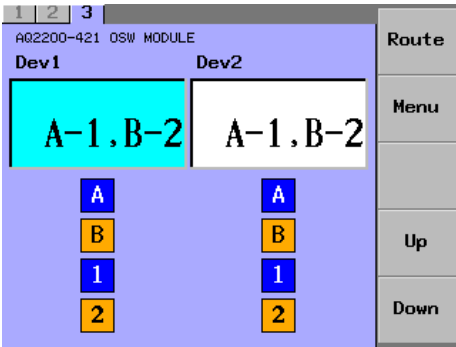 1 2 3
AQ2200-421 OSW MODULE
Dev1 Dev2
A-1,B-2 A-1,B-2
A A
B B
1 1
2 2
Route
Menu
Up
Down